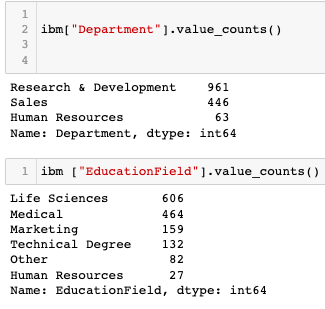 1
2 ibm["Department"].value_counts()
3
4
Research & Development    961
Sales                     446
Human Resources            63
Name: Department, dtype: int64
1 ibm ["EducationField"].value_counts()
Life Sciences       606
Medical             464
Marketing           159
Technical Degree    132
Other                82
Human Resources      27
Name: EducationField, dtype: int64